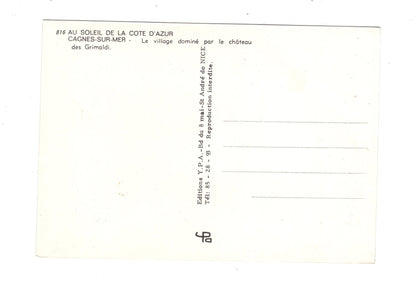 816 AU SOLEIL DE LA COTE D'AZUR
CAGNES-SUR-MER - Le village dominé par le château
des Grimaldi.
Editions Y.P.A. - Bd du 8 mai - St André de NICE
Tél: 85 - 28 - 93 - Reproduction interdite.